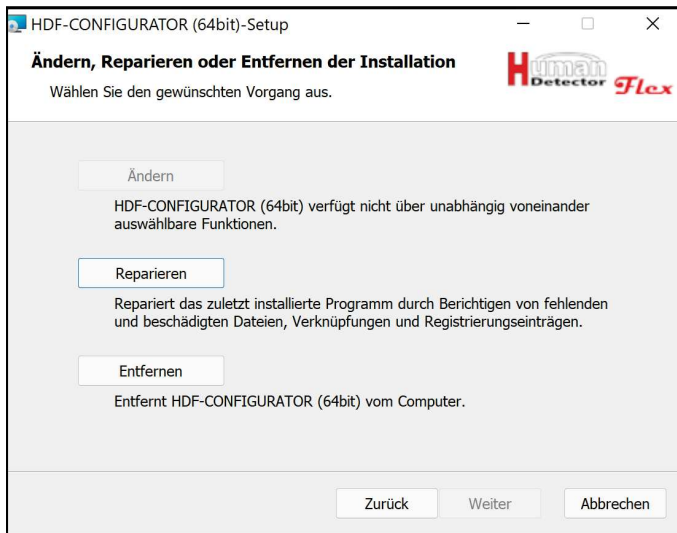 HDF-CONFIGURATOR (64bit)-Setup
Ändern, Reparieren oder Entfernen der Installation
Wählen Sie den gewünschten Vorgang aus.
Human
Detector Flex
Ändern
HDF-CONFIGURATOR (64bit) verfügt nicht über unabhängig voneinander
auswählbare Funktionen.
Reparieren
Repariert das zuletzt installierte Programm durch Berichtigen von fehlenden
und beschädigten Dateien, Verknüpfungen und Registrierungseinträgen.
Entfernen
Entfernt HDF-CONFIGURATOR (64bit) vom Computer.
Zurück
Weiter
Abbrechen